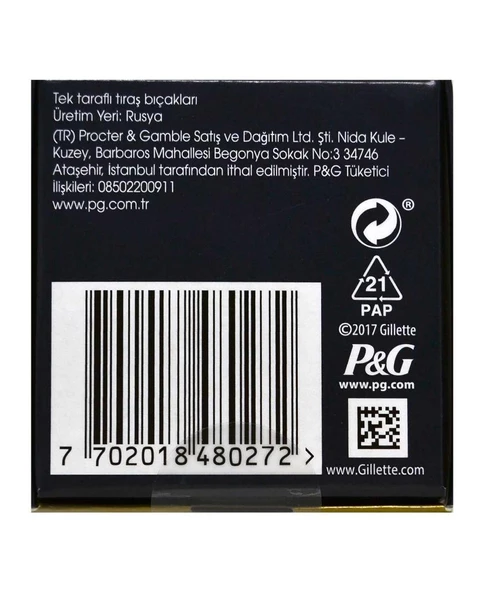 Tek taraflı tıraş bıçakları
Üretim Yeri: Rusya
(TR) Procter & Gamble Satış ve Dağıtım Ltd. Şti. Nida Kule –
Kuzey, Barbaros Mahallesi Begonya Sokak No:3 34746
Ataşehir, İstanbul tarafından ithal edilmiştir. P&G Tüketici
İlişkileri: 08502200911
www.pg.com.tr
®
21
PAP
©2017 Gillette
P&G
www.pg.com
www.Gillette.com
7 702018 480272 >